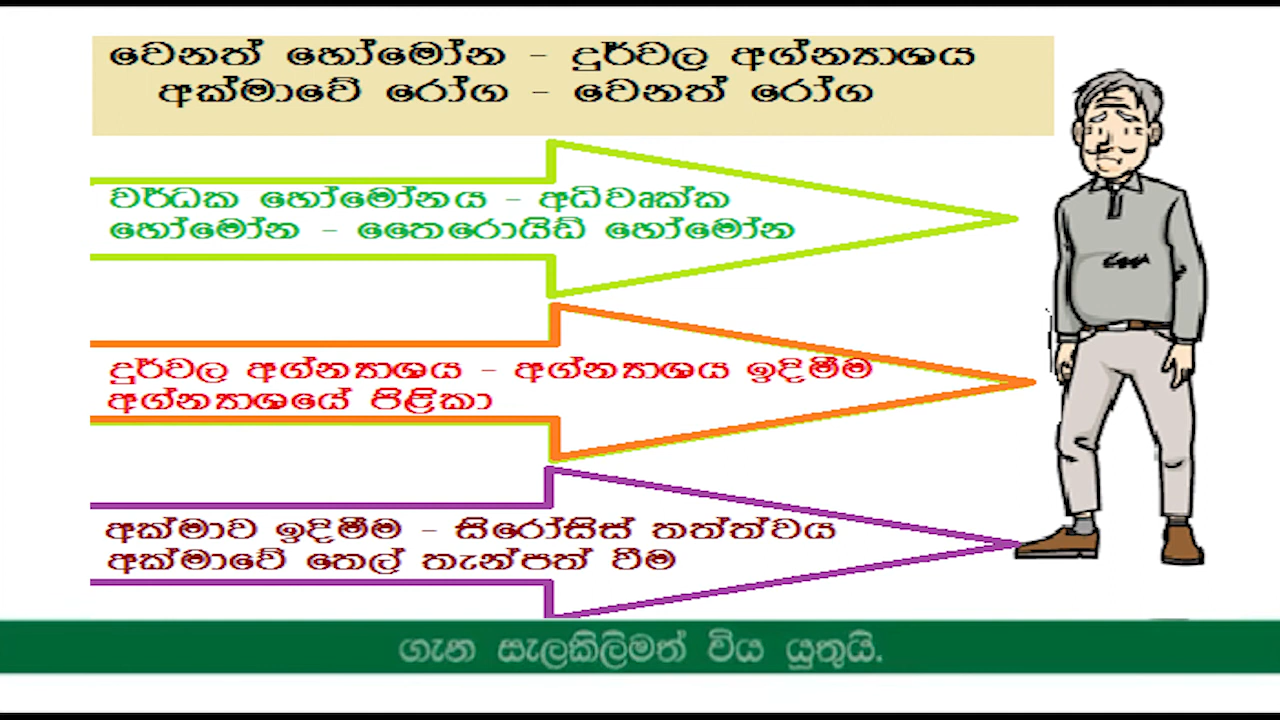 වෙනත් හෝමෝන - දුර්වල අග්න්‍යාශය
අක්මාවේ රෝග - වෙනත් රෝග
වර්ධක හෝමෝනය - අධිවෘක්ක
හෝමෝන - තෛරොයිඩ් හෝමෝන
දුර්වල අග්න්‍යාශය - අග්න්‍යාශය ඉදිමීම
අග්න්‍යාශයේ පිළිකා
අක්මාව ඉදිමීම - සිරෝසිස් තත්ත්වය
අක්මාවේ තෙල් තැන්පත් වීම
ගැන සැලකිලිමත් විය යුතුයි.